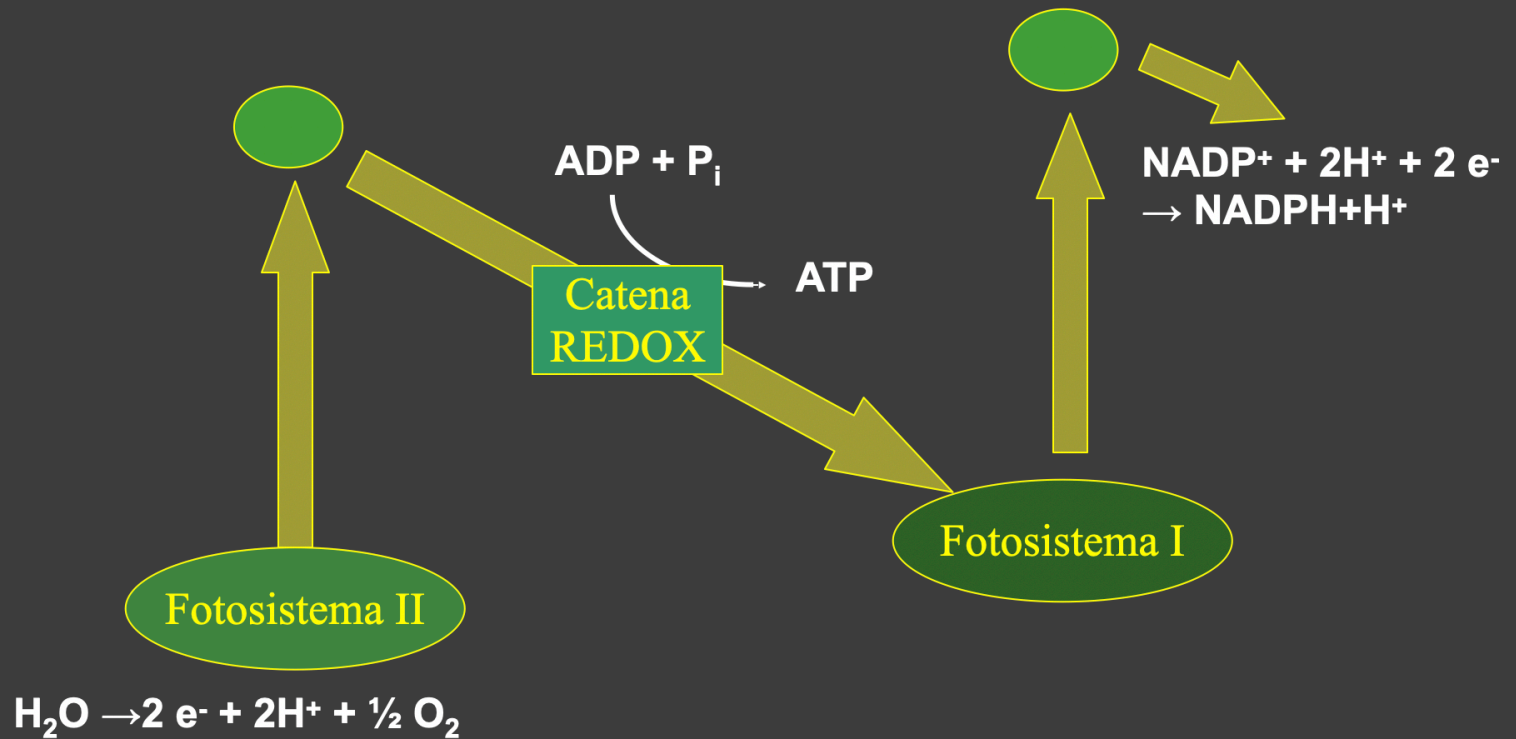 ADP + Pᵢ
ATP
Catena
REDOX
NADP⁺ + 2H⁺ + 2 e⁻
→ NADPH+H⁺
Fotosistema I
Fotosistema II
H₂O →2 e⁻ + 2H⁺ + ½ O₂